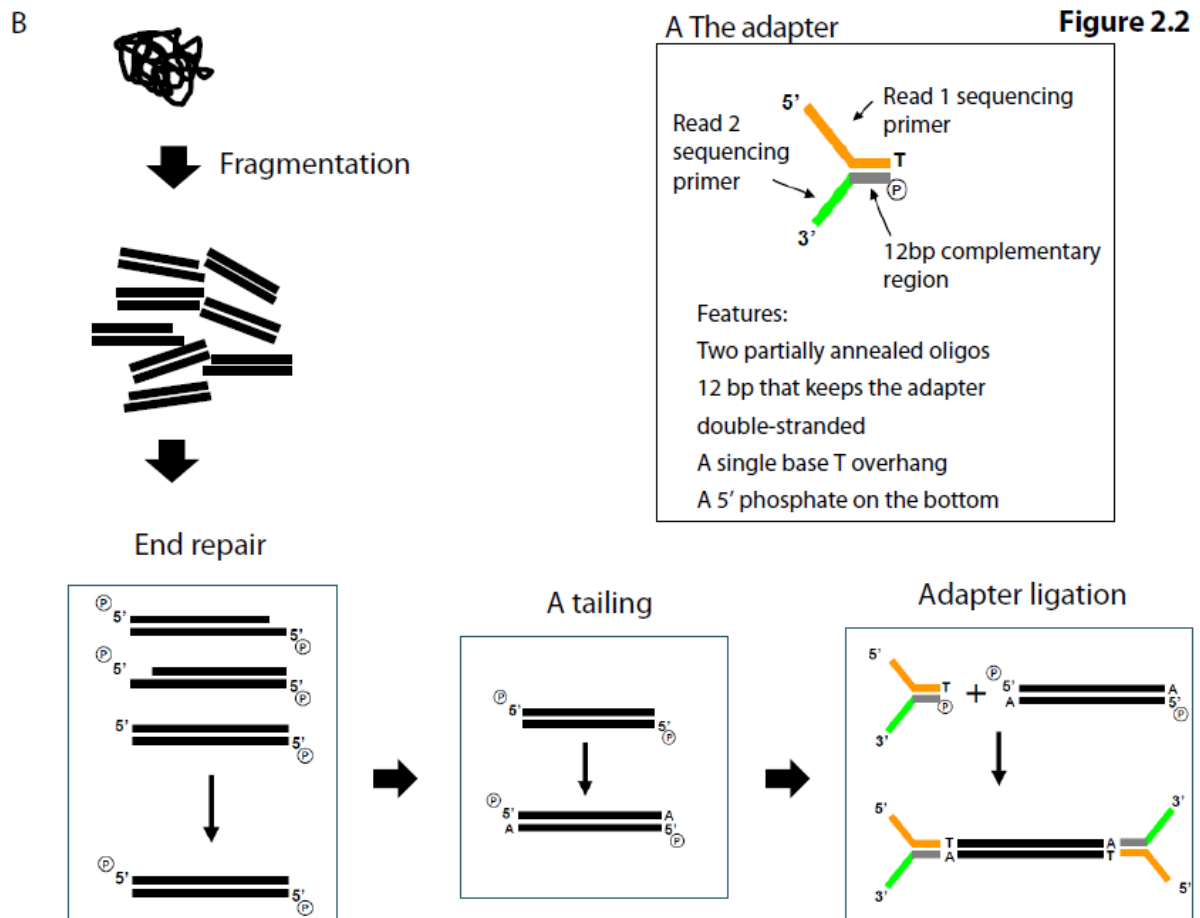 B
Figure 2.2
A The adapter
5’
Read 1 sequencing
primer
Read 2
sequencing
primer
T
P
3’
12bp complementary
region
Features:
Two partially annealed oligos
12 bp that keeps the adapter
double-stranded
A single base T overhang
A 5’ phosphate on the bottom
Fragmentation
End repair
P
5’
5’
P
P
5’
5’
P
5’
5’
P
P
5’
5’
P
A tailing
P
5’
5’
P
P
5’
A
A
5’
P
Adapter ligation
5’
T
P
3’
+
P
5’
A
A
5’
P
5’
3’
T
A
A
T
3’
5’